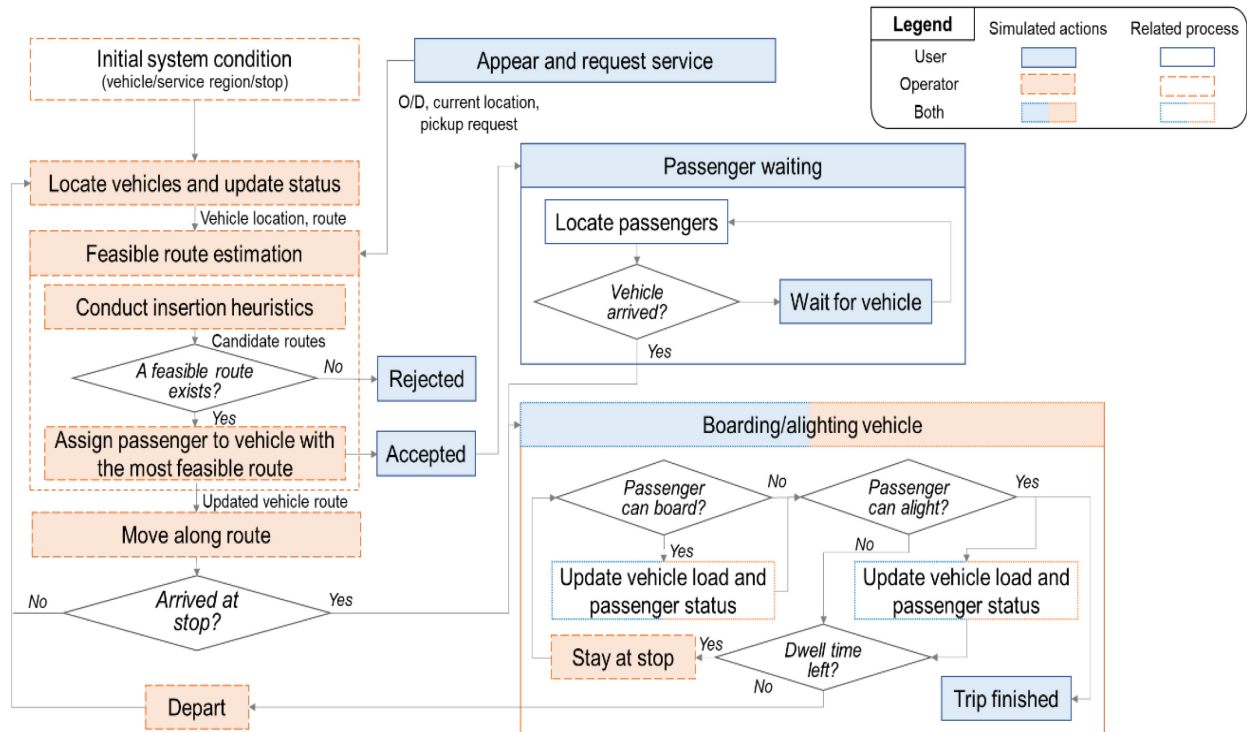 Initial system condition
(vehicle/service region/stop)
Appear and request service
Legend
Simulated actions
Related process
User
Operator
Both
O/D, current location,
pickup request
Locate vehicles and update status
Vehicle location, route
Feasible route estimation
Conduct insertion heuristics
Candidate routes
A feasible route
exists?
No
Rejected
Yes
Assign passenger to vehicle with
the most feasible route
Accepted
Updated vehicle route
Move along route
No
Arrived at
stop?
Yes
Depart
Passenger waiting
Locate passengers
Vehicle
arrived?
Wait for vehicle
Yes
Boarding/alighting vehicle
Passenger
can board?
No
Passenger
can alight?
Yes
Yes
No
Update vehicle load and
passenger status
Update vehicle load and
passenger status
Stay at stop
Yes
Dwell time
left?
No
Trip finished